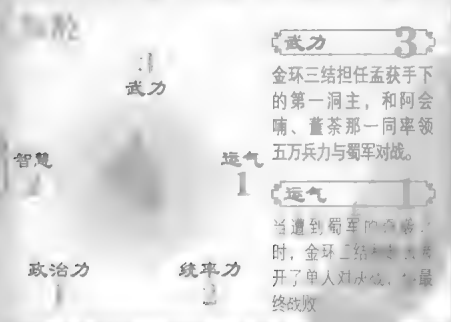 武力
智慧
运气
1
政治力
统率力
武力 3
金环三结担任孟获手下
的第一洞主，和阿会
喃、董荼那一同率领
五万兵力与蜀军对战。
运气 1
当遭到蜀军
时，金环三结
开了单人对决
最
终战败